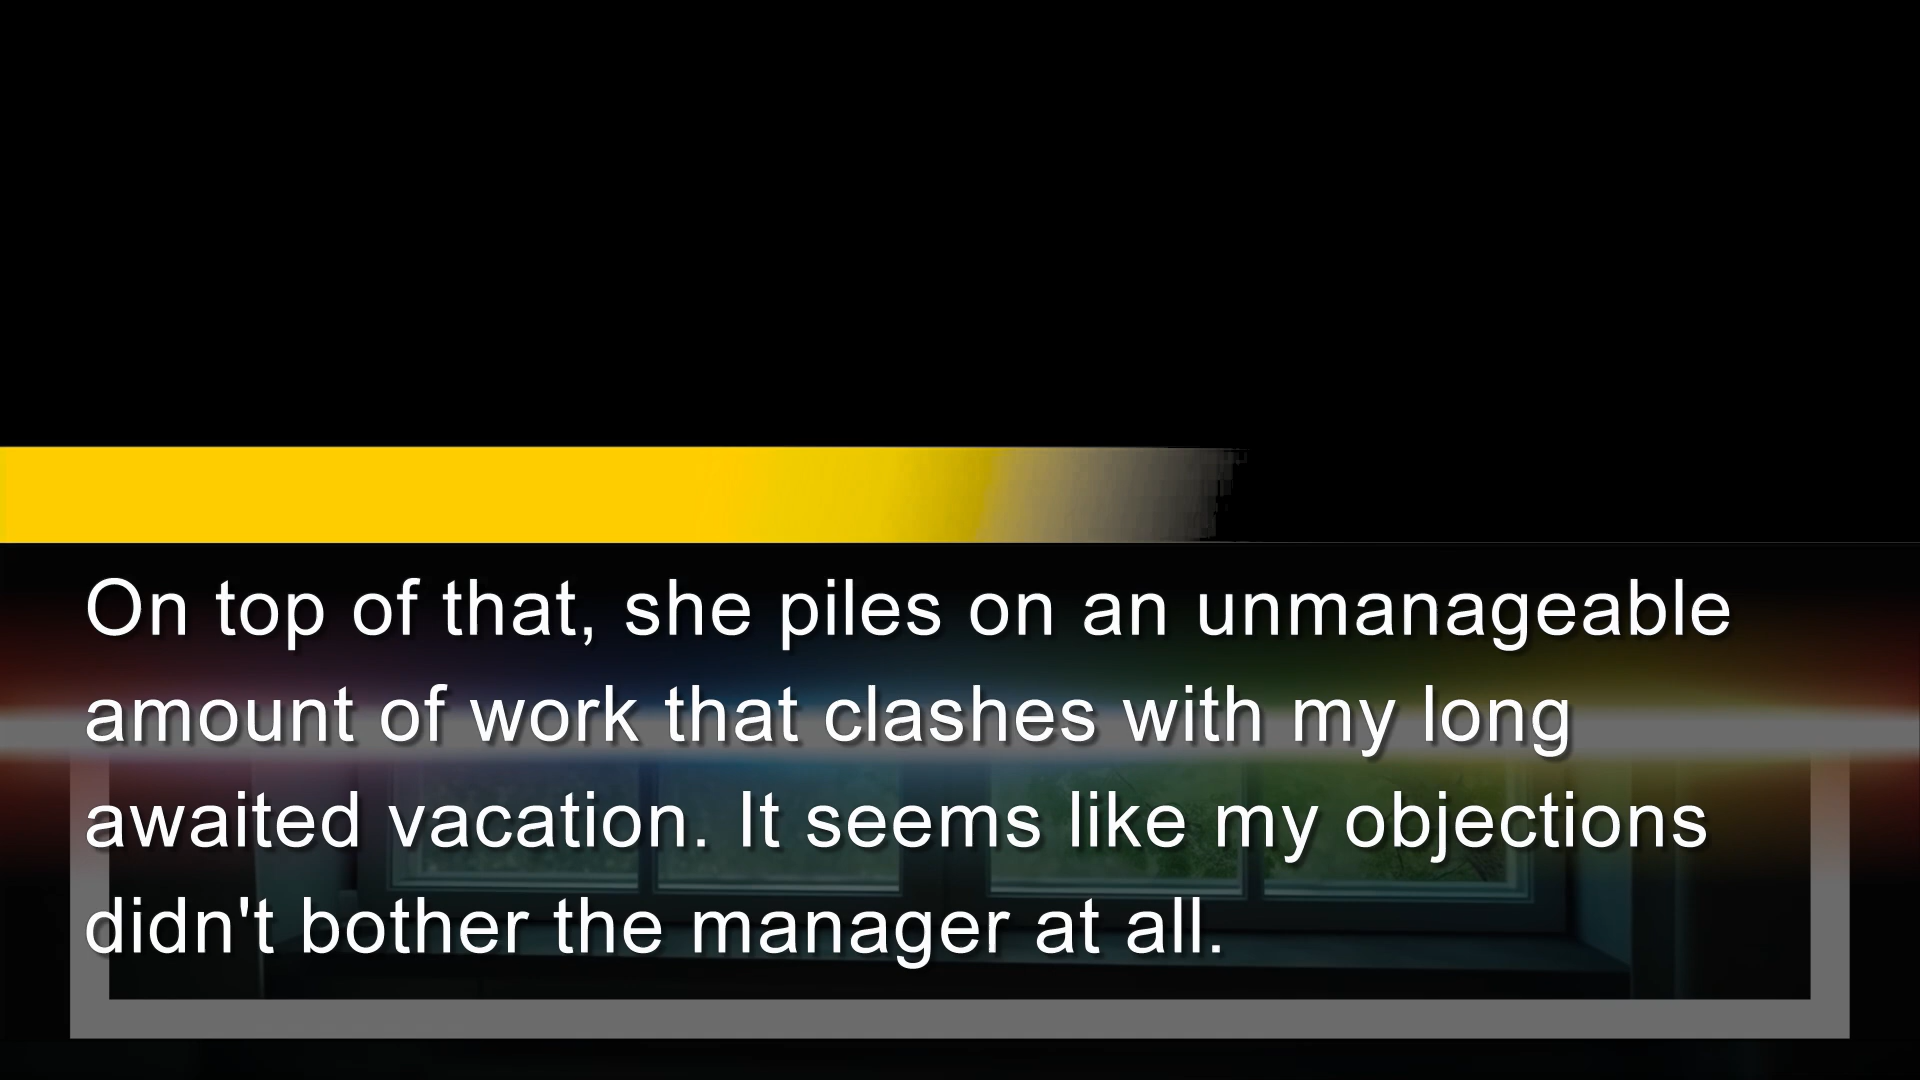 On top of that, she piles on an unmanageable
amount of work that clashes with my long
awaited vacation. It seems like my objections
didn't bother the manager at all.